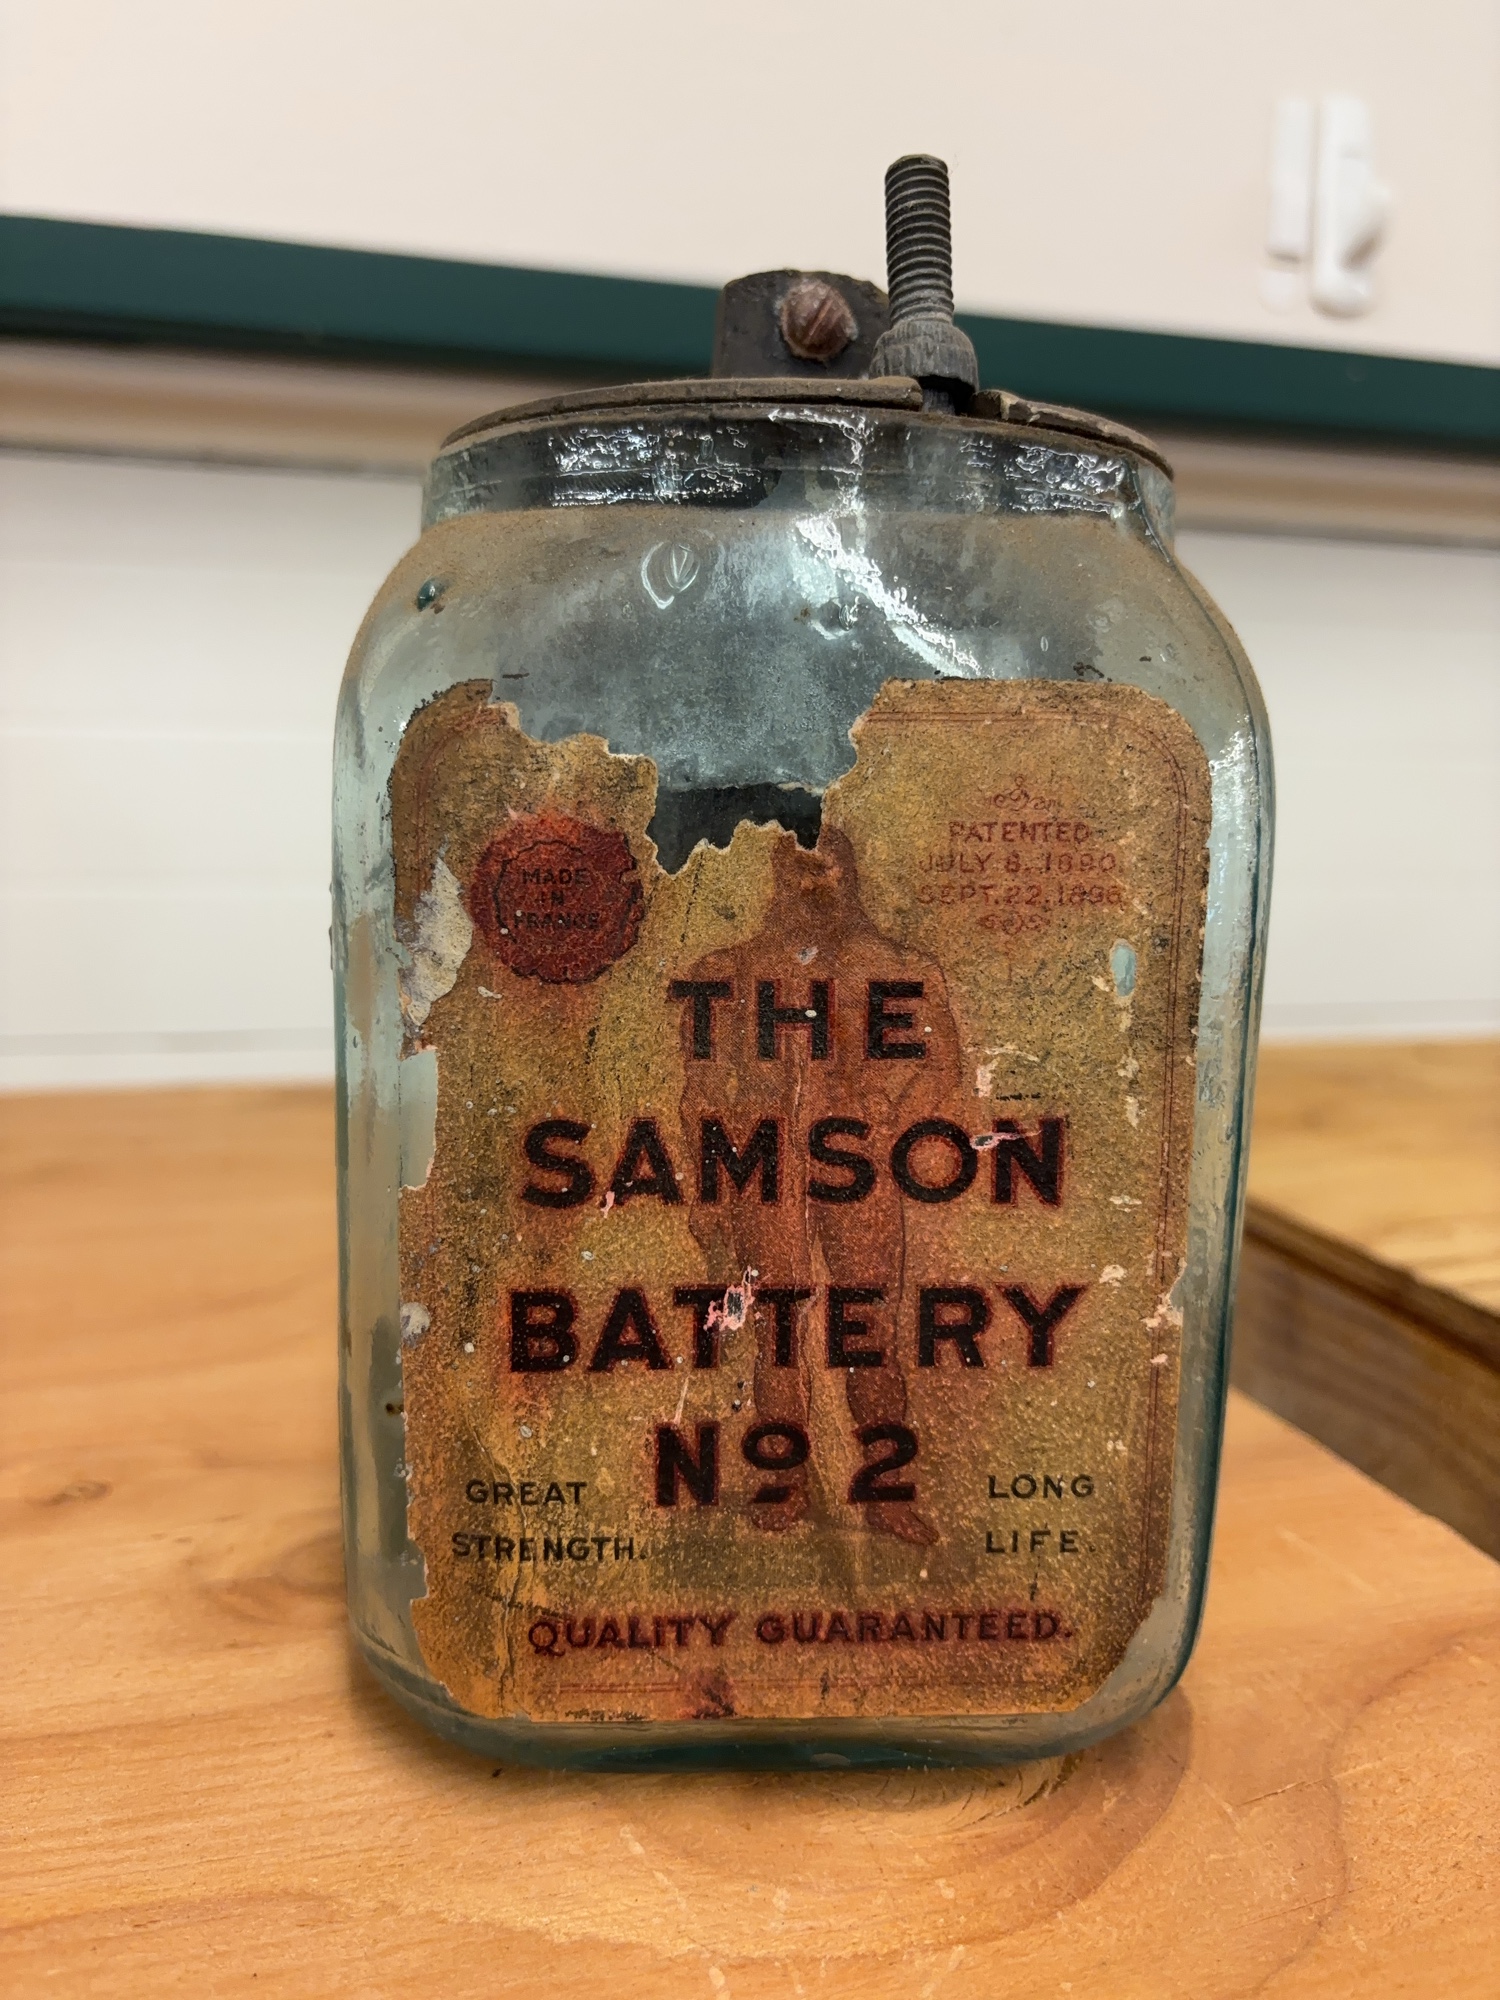 MADE
IN
FRANCE
PATENTED
JULY 8, 1890
SEPT. 22, 1896
THE
SAMSON
BATTERY
Nº 2
GREAT
STRENGTH.
LONG
LIFE.
QUALITY GUARANTEED.